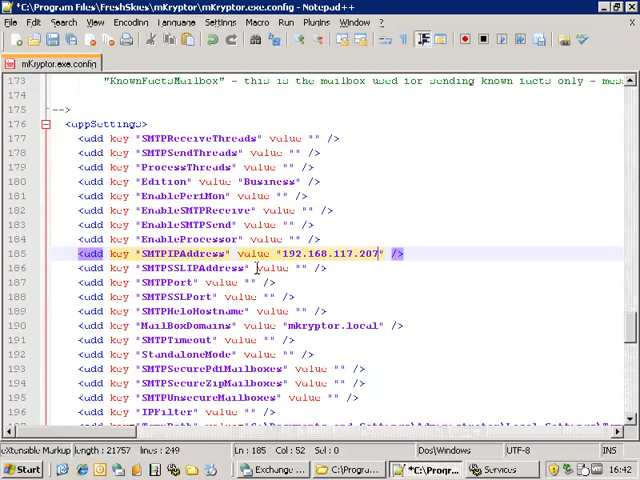 *C:\Program Files\FreshSkies\mKryptor\mKryptor.exe.config - Notepad++
File Edit Search View Encoding Language Settings Macro Run Plugins Window ?
mKryptor.exe.config
173 "KnownFactsMailbox" - this is the mailbox used for sending known facts only - mes
174
175 -->
176 <appSettings>
177 <add key "SMTPReceiveThreads" value "" />
178 <add key "SMTPSendThreads" value "" />
179 <add key "ProcessThreads" value "" />
180 <add key "Edition" value "Business" />
181 <add key "EnablePerfMon" value "" />
182 <add key "EnableSMTPReceive" value "" />
183 <add key "EnableSMTPSend" value "" />
184 <add key "EnableProcessor" value "" />
185 <add key "SMTPIPAddress" value "192.168.117.207" />
186 <add key "SMTPSSLIPAddress" value "" />
187 <add key "SMTPPort" value "" />
188 <add key "SMTPSSLPort" value "" />
189 <add key "SMTPHeloHostname" value "" />
190 <add key "MailBoxDomains" value "mkryptor.local" />
191 <add key "SMTPTimeout" value "" />
192 <add key "StandaloneMode" value "" />
193 <add key "SMTPSecurePdfMailboxes" value "" />
194 <add key "SMTPSecureZipMailboxes" value "" />
195 <add key "SMTPUnsecureMailboxes" value "" />
196 <add key "IPFilter" value "" />
eXtensible Markup length : 21757 lines : 249 Ln : 185 Col : 52 Sel : 0 Dos\Windows UTF-8 INS
Start Exchange ... C:\Program... *C:\Progr... Services 16:42